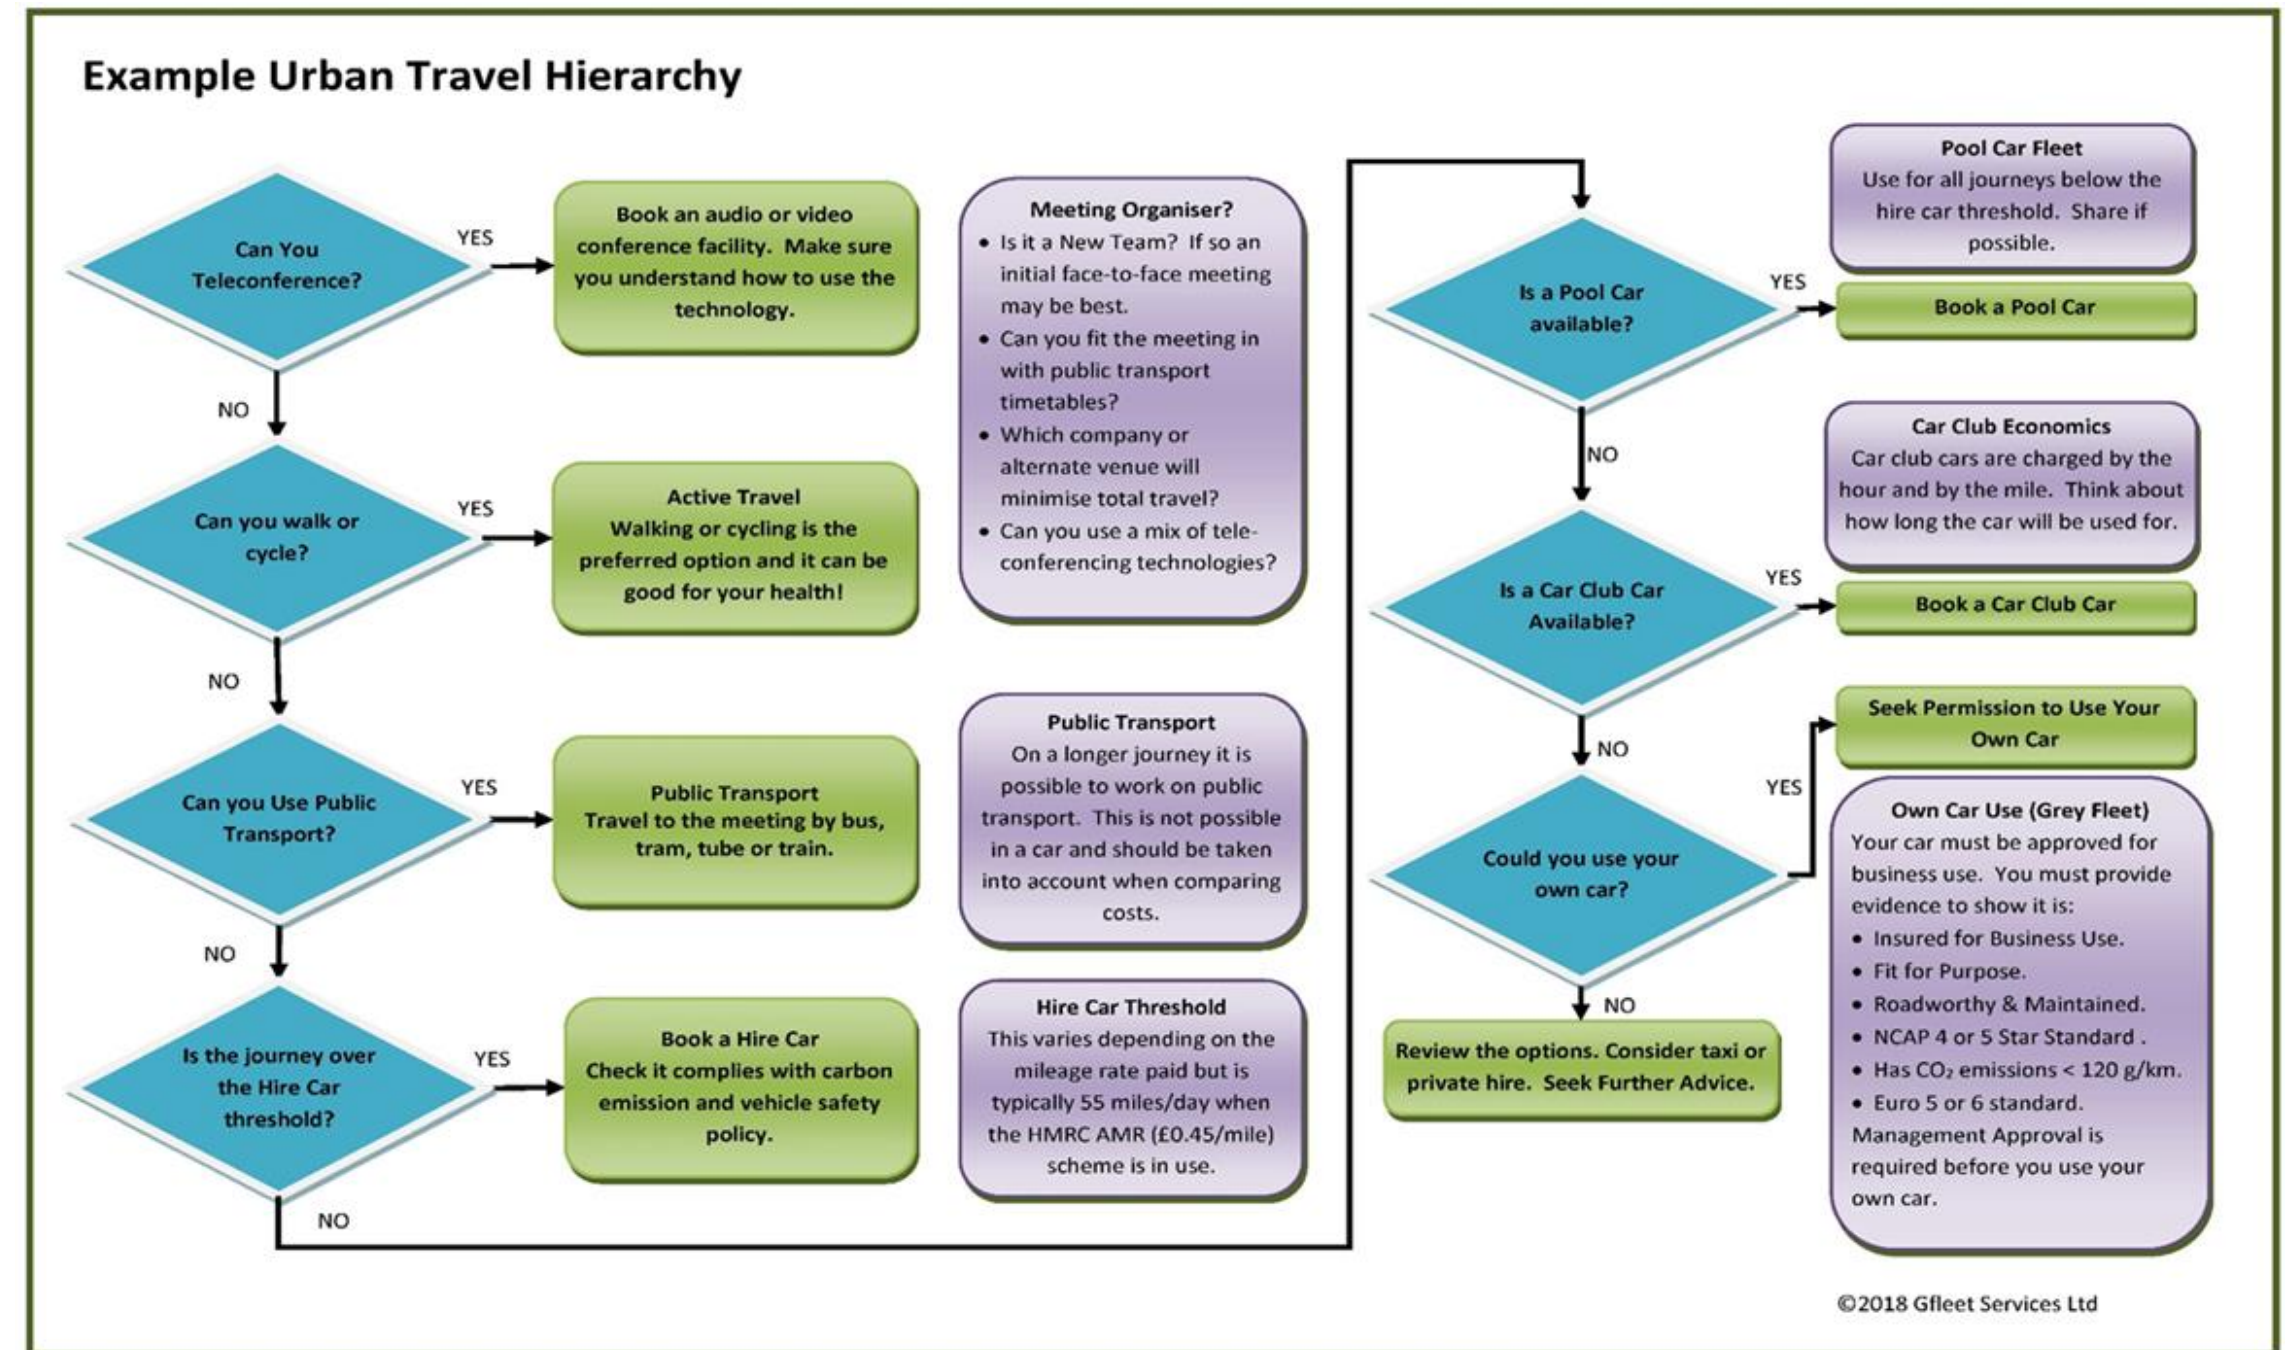 Example Urban Travel Hierarchy
Can You
Teleconference?
YES
Book an audio or video
conference facility. Make sure
you understand how to use the
technology.
NO
Can you walk or
cycle?
YES
Active Travel
Walking or cycling is the
preferred option and it can be
good for your health!
NO
Can you Use Public
Transport?
YES
Public Transport
Travel to the meeting by bus,
tram, tube or train.
NO
Is the journey over
the Hire Car
threshold?
YES
Book a Hire Car
Check it complies with carbon
emission and vehicle safety
policy.
NO
Meeting Organiser?
• Is it a New Team? If so an
initial face-to-face meeting
may be best.
• Can you fit the meeting in
with public transport
timetables?
• Which company or
alternate venue will
minimise total travel?
• Can you use a mix of tele-
conferencing technologies?
Public Transport
On a longer journey it is
possible to work on public
transport. This is not possible
in a car and should be taken
into account when comparing
costs.
Hire Car Threshold
This varies depending on the
mileage rate paid but is
typically 55 miles/day when
the HMRC AMR (£0.45/mile)
scheme is in use.
Is a Pool Car
available?
YES
Pool Car Fleet
Use for all journeys below the
hire car threshold. Share if
possible.
Book a Pool Car
NO
Is a Car Club Car
Available?
YES
Car Club Economics
Car club cars are charged by the
hour and by the mile. Think about
how long the car will be used for.
Book a Car Club Car
NO
Could you use your
own car?
YES
Seek Permission to Use Your
Own Car
Own Car Use (Grey Fleet)
Your car must be approved for
business use. You must provide
evidence to show it is:
• Insured for Business Use.
• Fit for Purpose.
• Roadworthy & Maintained.
• NCAP 4 or 5 Star Standard .
• Has CO₂ emissions < 120 g/km.
• Euro 5 or 6 standard.
Management Approval is
required before you use your
own car.
NO
Review the options. Consider taxi or
private hire. Seek Further Advice.
©2018 Gfleet Services Ltd